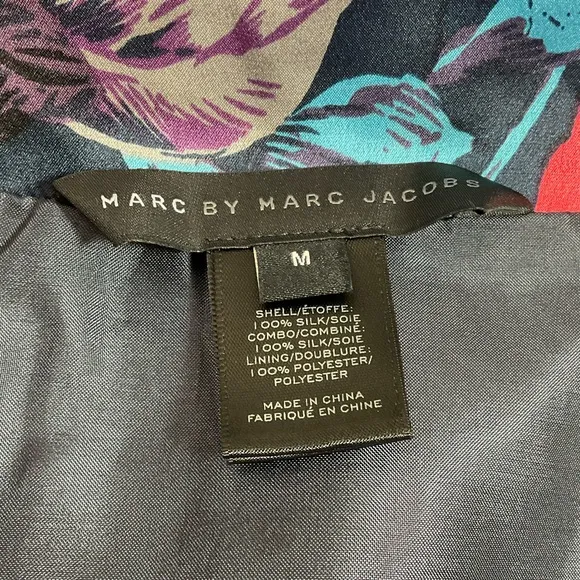 MARC BY MARC JACOBS
M
SHELL/ÉTOFFE:
100% SILK/SOIE
COMBO/COMBINÉ:
100% SILK/SOIE
LINING/DOUBLURE:
100% POLYESTER/
POLYESTER
MADE IN CHINA
FABRIQUÉ EN CHINE